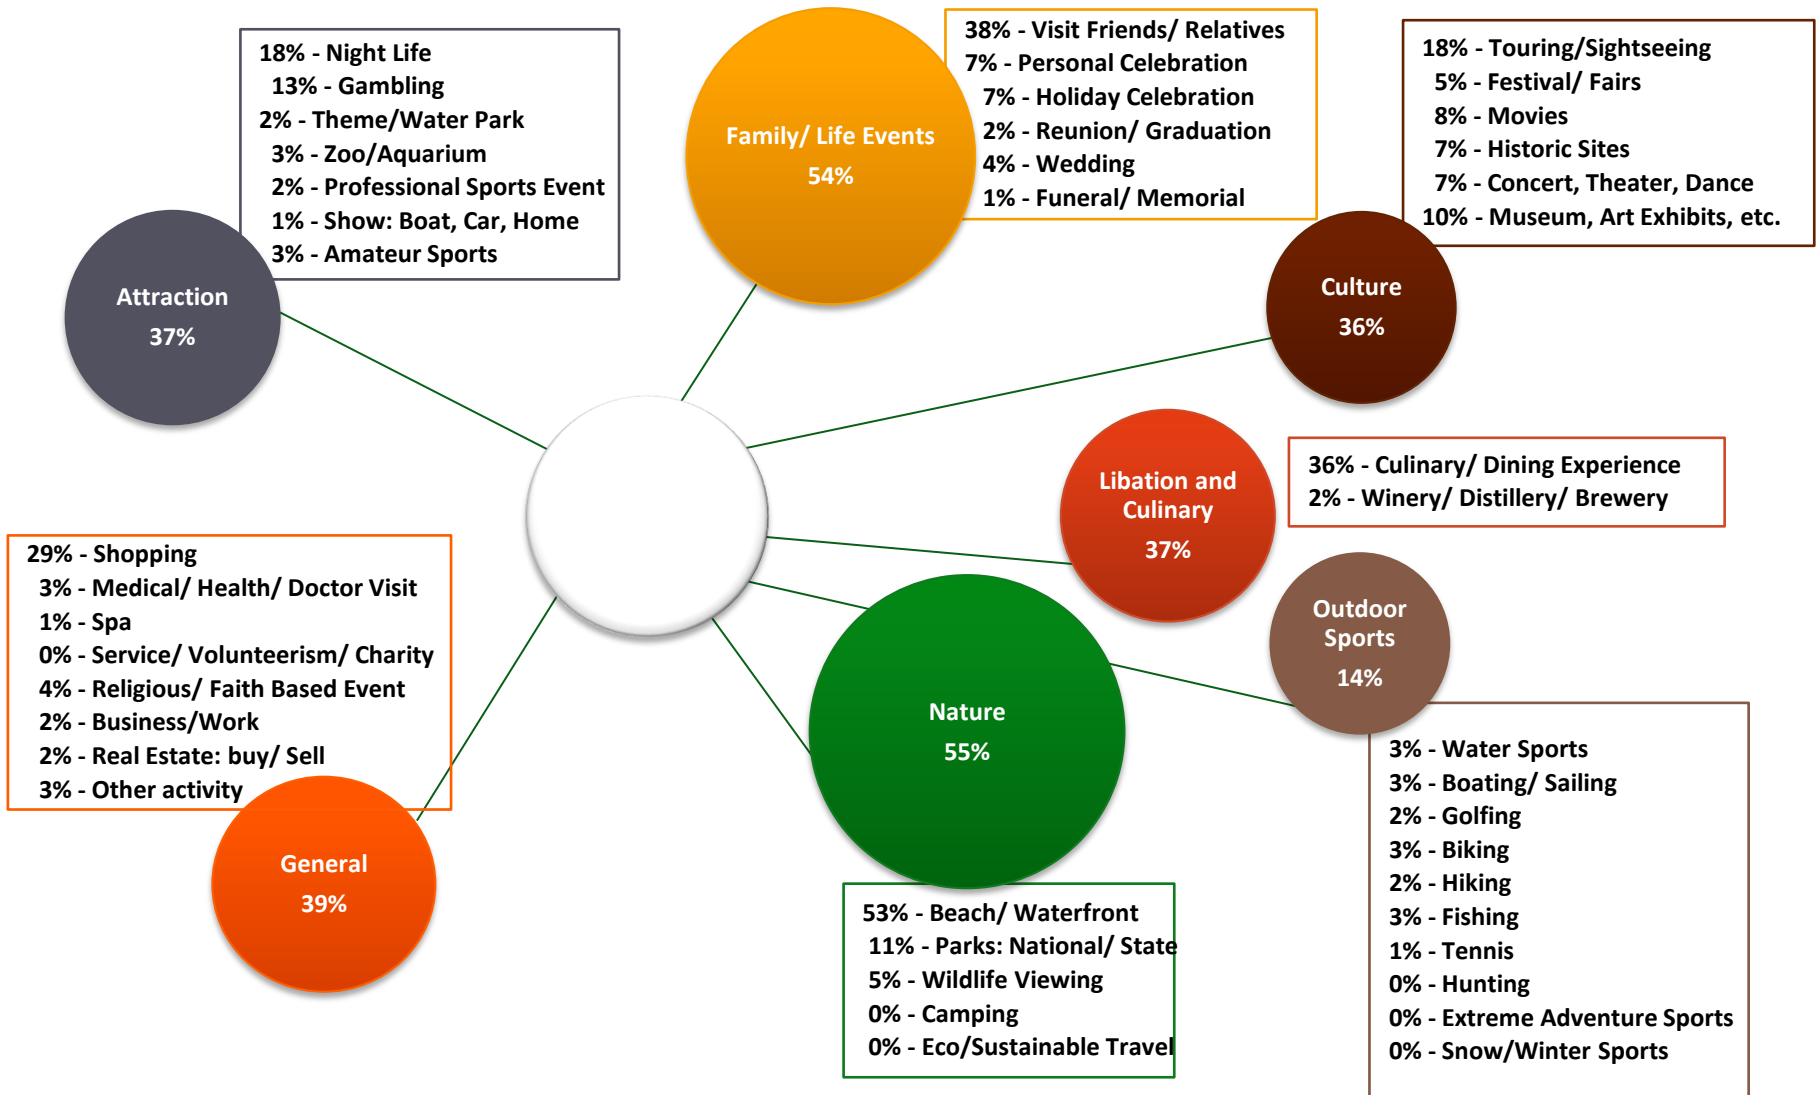 18% - Night Life
13% - Gambling
2% - Theme/Water Park
3% - Zoo/Aquarium
2% - Professional Sports Event
1% - Show: Boat, Car, Home
3% - Amateur Sports
Attraction
37%
Family/ Life Events
54%
38% - Visit Friends/ Relatives
7% - Personal Celebration
7% - Holiday Celebration
2% - Reunion/ Graduation
4% - Wedding
1% - Funeral/ Memorial
18% - Touring/Sightseeing
5% - Festival/ Fairs
8% - Movies
7% - Historic Sites
7% - Concert, Theater, Dance
10% - Museum, Art Exhibits, etc.
Culture
36%
Libation and
Culinary
37%
36% - Culinary/ Dining Experience
2% - Winery/ Distillery/ Brewery
29% - Shopping
3% - Medical/ Health/ Doctor Visit
1% - Spa
0% - Service/ Volunteerism/ Charity
4% - Religious/ Faith Based Event
2% - Business/Work
2% - Real Estate: buy/ Sell
3% - Other activity
General
39%
Nature
55%
53% - Beach/ Waterfront
11% - Parks: National/ State
5% - Wildlife Viewing
0% - Camping
0% - Eco/Sustainable Travel
Outdoor
Sports
14%
3% - Water Sports
3% - Boating/ Sailing
2% - Golfing
3% - Biking
2% - Hiking
3% - Fishing
1% - Tennis
0% - Hunting
0% - Extreme Adventure Sports
0% - Snow/Winter Sports